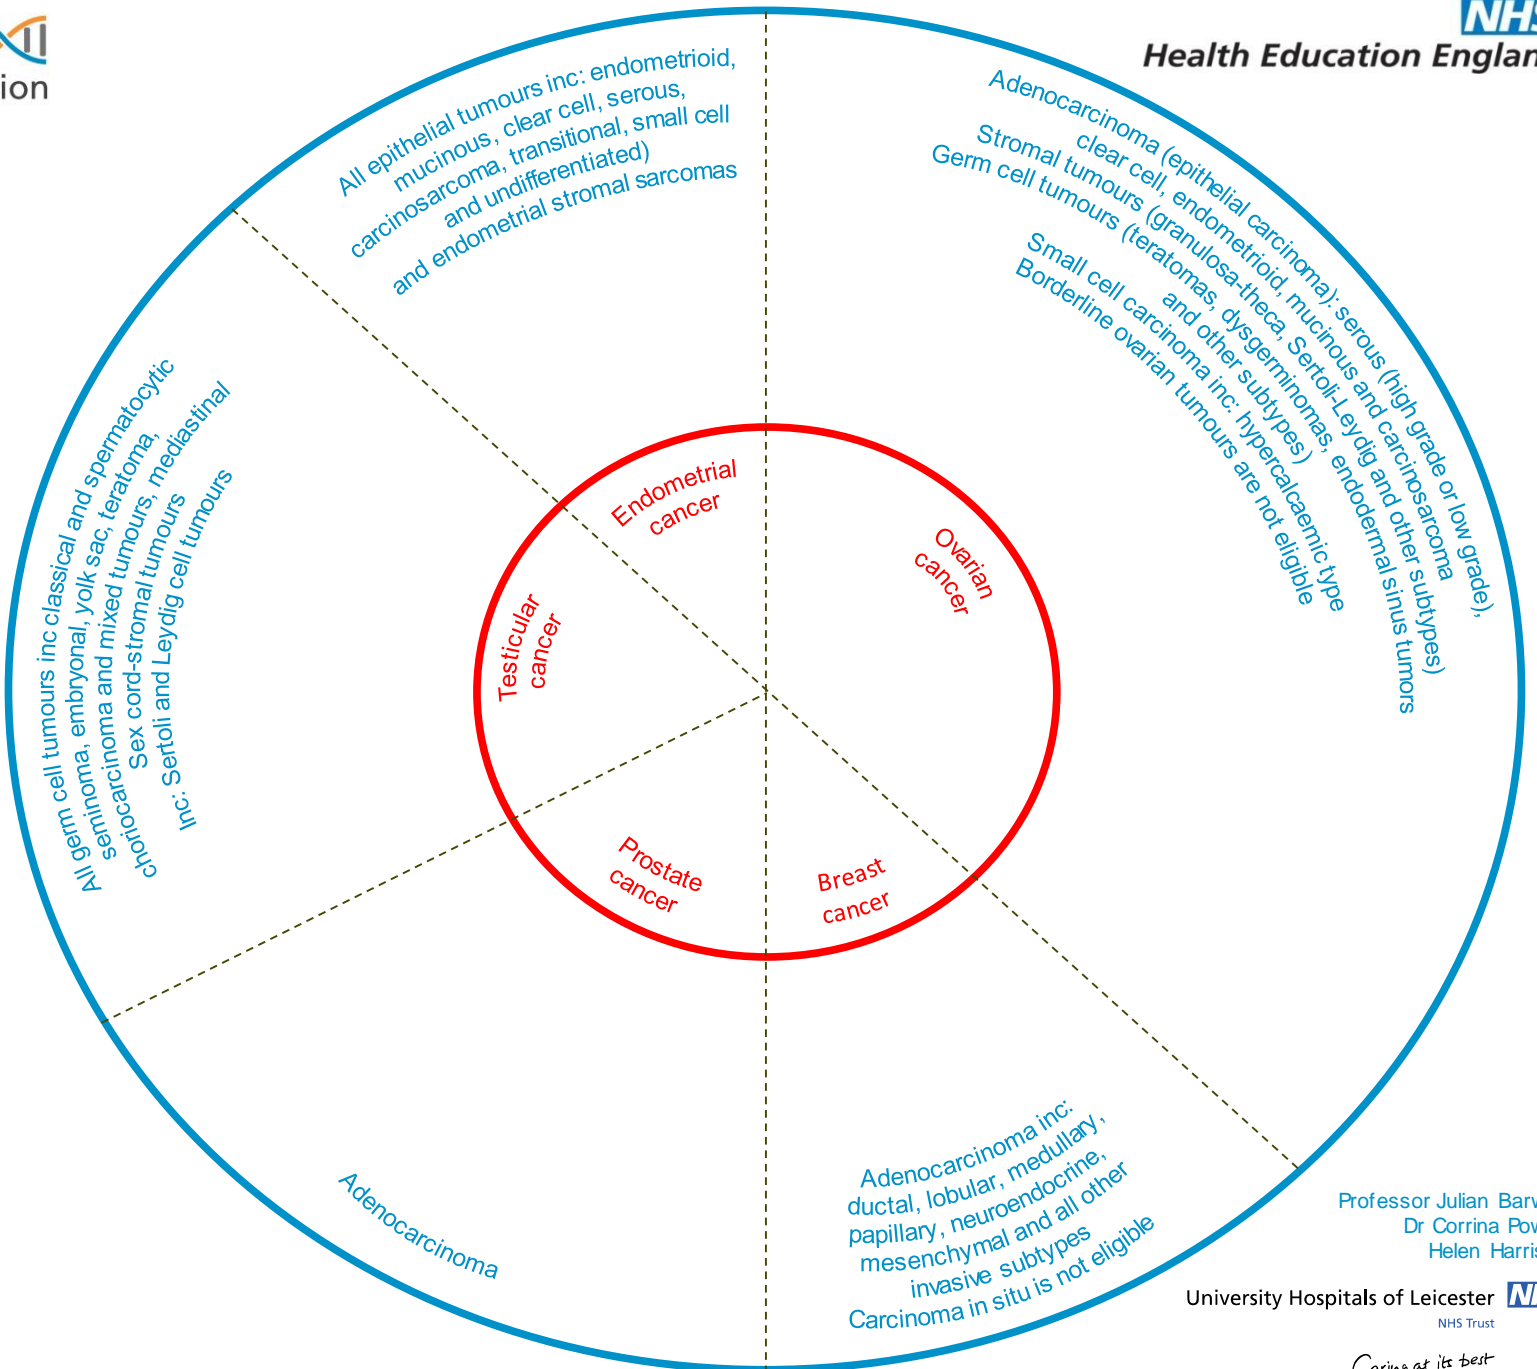 ion
NHS
Health Education Englan
All epithelial tumours inc: endometrioid,
mucinous, clear cell, serous,
carcinosarcoma, transitional, small cell
and undifferentiated)
and endometrial stromal sarcomas
Adenocarcinoma (epithelial carcinoma): serous (high grade or low grade),
clear cell, endometrioid, mucinous and carcinosarcoma
Stromal tumours (granulosa-theca, Sertoli-Leydig and other subtypes)
Germ cell tumours (teratomas, dysgerminomas, endodermal sinus tumors
and other subtypes)
Small cell carcinoma inc: hypercalcaemic type
Borderline ovarian tumours are not eligible
All germ cell tumours inc classical and spermatocytic
seminoma, embryonal, yolk sac, teratoma,
choriocarcinoma and mixed tumours, mediastinal
Sex cord-stromal tumours
Inc: Sertoli and Leydig cell tumours
Endometrial
cancer
Ovarian
cancer
Testicular
cancer
Prostate
cancer
Breast
cancer
Adenocarcinoma
Adenocarcinoma inc:
ductal, lobular, medullary,
papillary, neuroendocrine,
mesenchymal and all other
invasive subtypes
Carcinoma in situ is not eligible
Professor Julian Barw
Dr Corrina Pow
Helen Harris
University Hospitals of Leicester
NHS Trust
Caring at its best